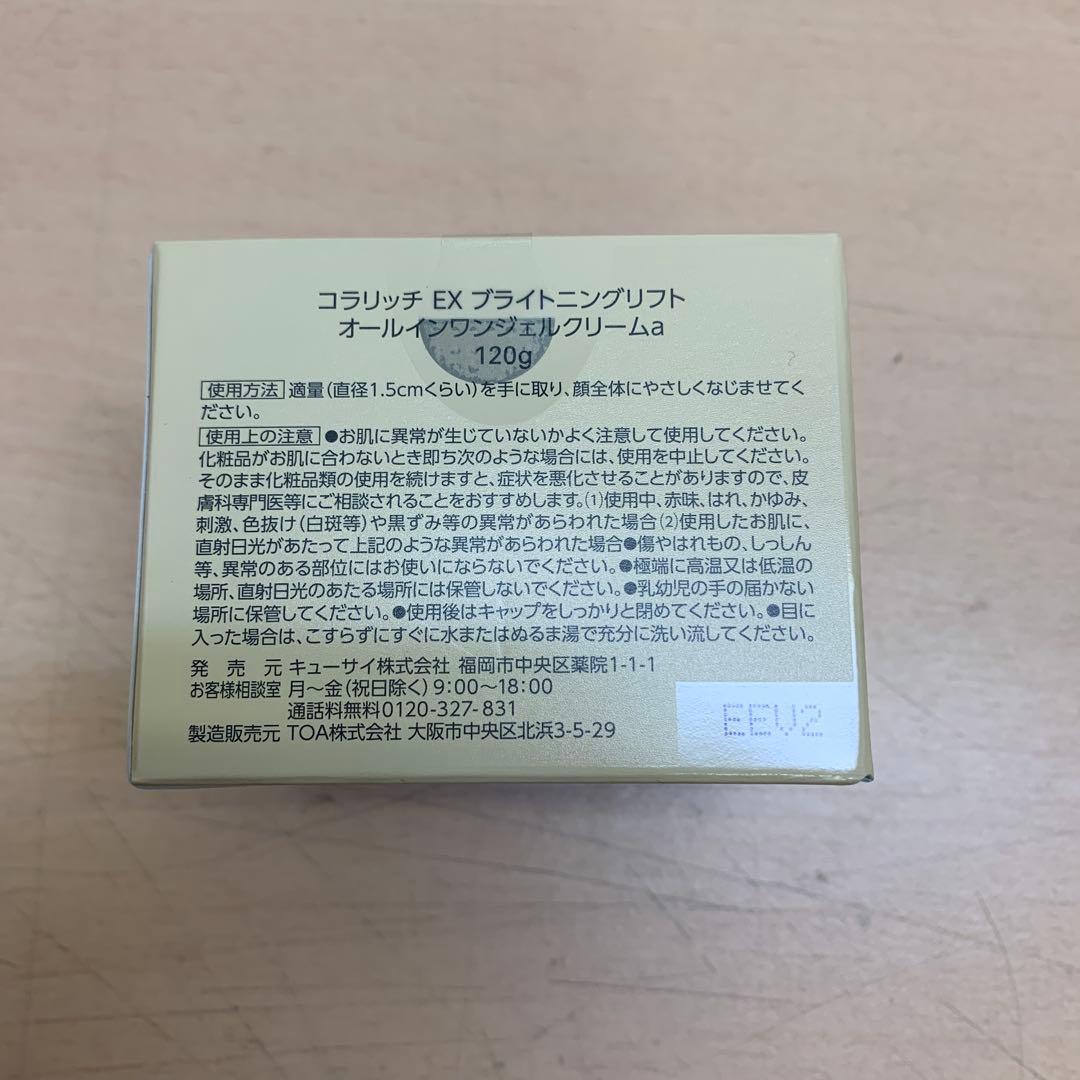 コラリッチ EX ブライトニングリフト
オールインワンジェルクリームa
120g
使用方法 適量(直径1.5cmくらい)を手に取り、顔全体にやさしくなじませてく
ださい。
使用上の注意 ●お肌に異常が生じていないかよく注意して使用してください。
化粧品がお肌に合わないとき即ち次のような場合には、使用を中止してください。
そのまま化粧品類の使用を続けますと、症状を悪化させることがありますので、皮
膚科専門医等にご相談されることをおすすめします。(1)使用中、赤味、はれ、かゆみ、
刺激、色抜け(白斑等)や黒ずみ等の異常があらわれた場合(2)使用したお肌に、
直射日光があたって上記のような異常があらわれた場合●傷やはれもの、しっしん
等、異常のある部位にはお使いにならないでください。●極端に高温又は低温の
場所、直射日光のあたる場所には保管しないでください。●乳幼児の手の届かない
場所に保管してください。●使用後はキャップをしっかりと閉めてください。●目に
入った場合は、こすらずにすぐに水またはぬるま湯で充分に洗い流してください。
発売元 キューサイ株式会社 福岡市中央区薬院1-1-1
お客様相談室 月〜金(祝日除く)9:00〜18:00
通話料無料0120-327-831
製造販売元 TOA株式会社 大阪市中央区北浜3-5-29
EEV2